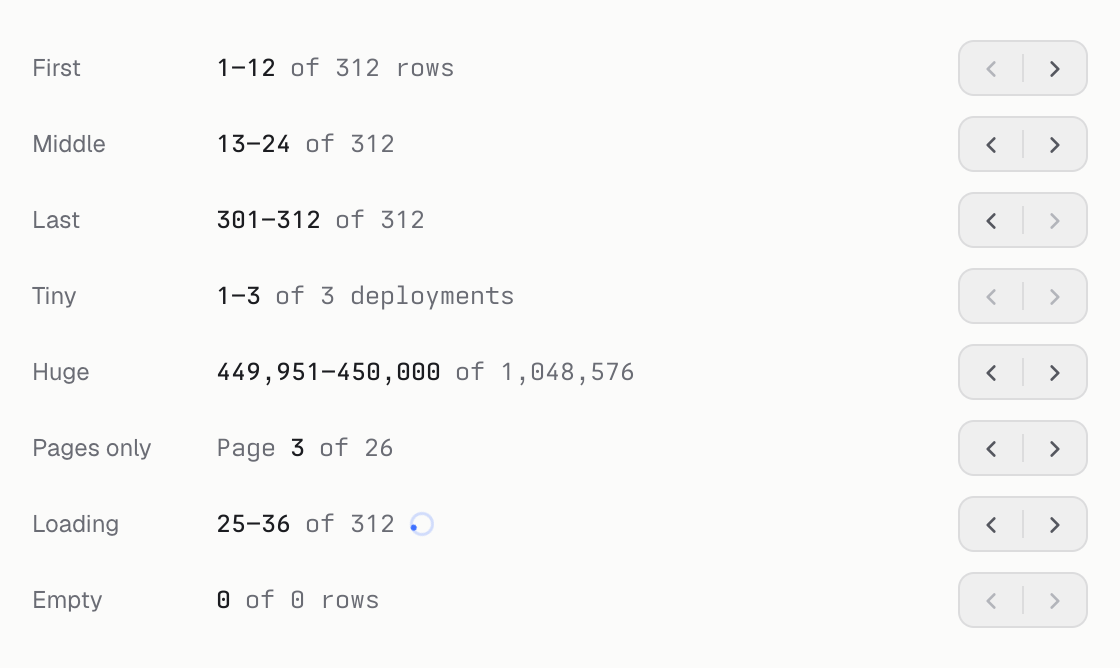 First 1–12 of 312 rows
Middle 13–24 of 312
Last 301–312 of 312
Tiny 1–3 of 3 deployments
Huge 449,951–450,000 of 1,048,576
Pages only Page 3 of 26
Loading 25–36 of 312
Empty 0 of 0 rows